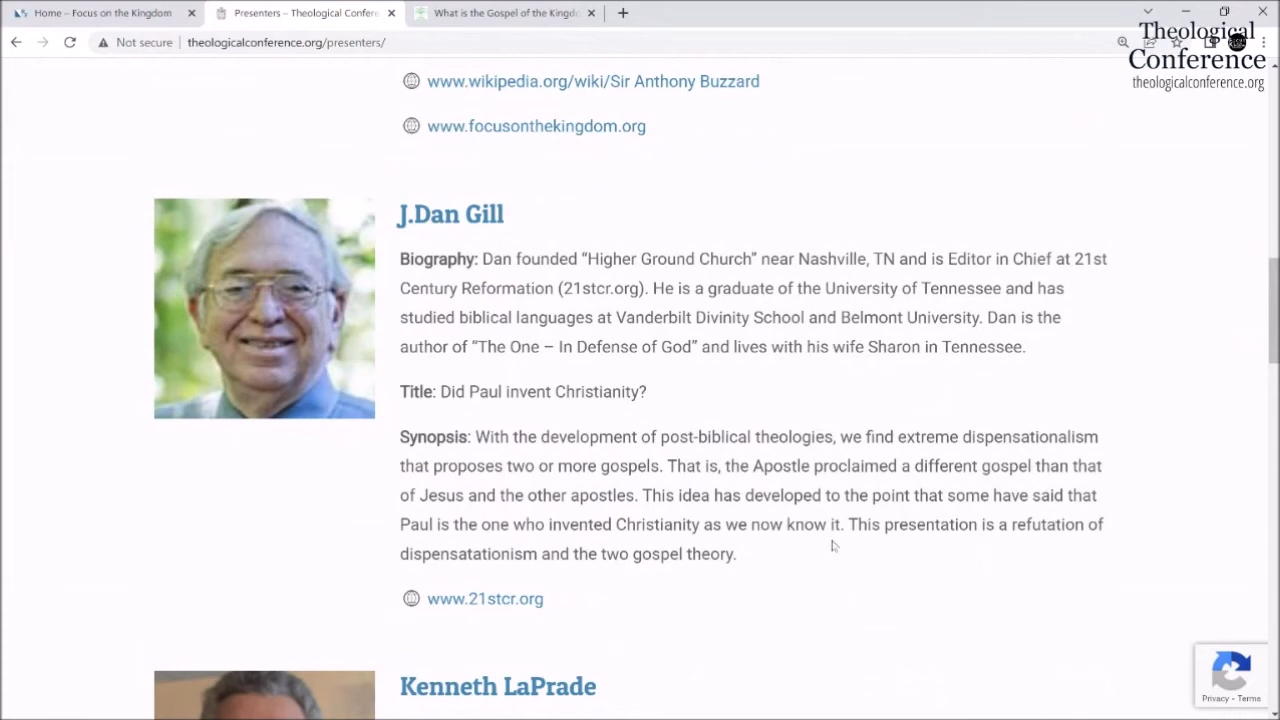 Home – Focus on the Kingdom
Presenters – Theological Confere
What is the Gospel of the Kingdo
Not secure
theologicalconference.org/presenters/
Theological
Conference
theologicalconference.org
www.wikipedia.org/wiki/Sir Anthony Buzzard
www.focusonthekingdom.org
J.Dan Gill
Biography: Dan founded “Higher Ground Church” near Nashville, TN and is Editor in Chief at 21st
Century Reformation (21stcr.org). He is a graduate of the University of Tennessee and has
studied biblical languages at Vanderbilt Divinity School and Belmont University. Dan is the
author of “The One – In Defense of God” and lives with his wife Sharon in Tennessee.
Title: Did Paul invent Christianity?
Synopsis: With the development of post-biblical theologies, we find extreme dispensationalism
that proposes two or more gospels. That is, the Apostle proclaimed a different gospel than that
of Jesus and the other apostles. This idea has developed to the point that some have said that
Paul is the one who invented Christianity as we now know it. This presentation is a refutation of
dispensatationism and the two gospel theory.
www.21stcr.org
Kenneth LaPrade
Privacy - Terms